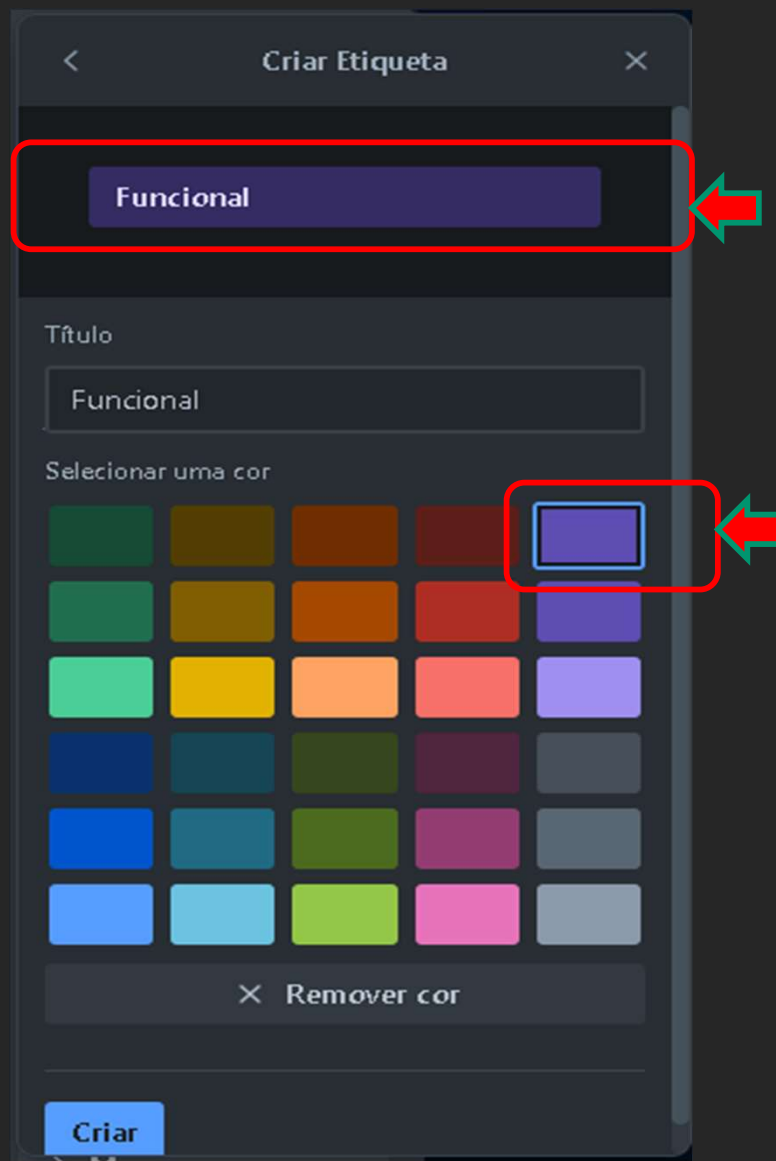 Criar Etiqueta
Funcional
Título
Funcional
Selecionar uma cor
Remover cor
Criar